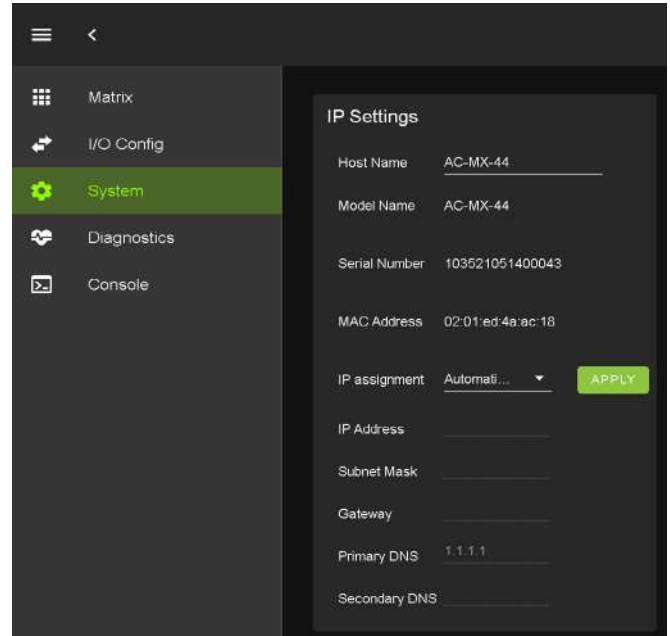 Matrix
I/O Config
System
Diagnostics
Console
IP Settings
Host Name AC-MX-44
Model Name AC-MX-44
Serial Number 103521051400043
MAC Address 02:01:ed:4a:ac:18
IP assignment Automati... APPLY
IP Address
Subnet Mask
Gateway
Primary DNS 1.1.1.1
Secondary DNS